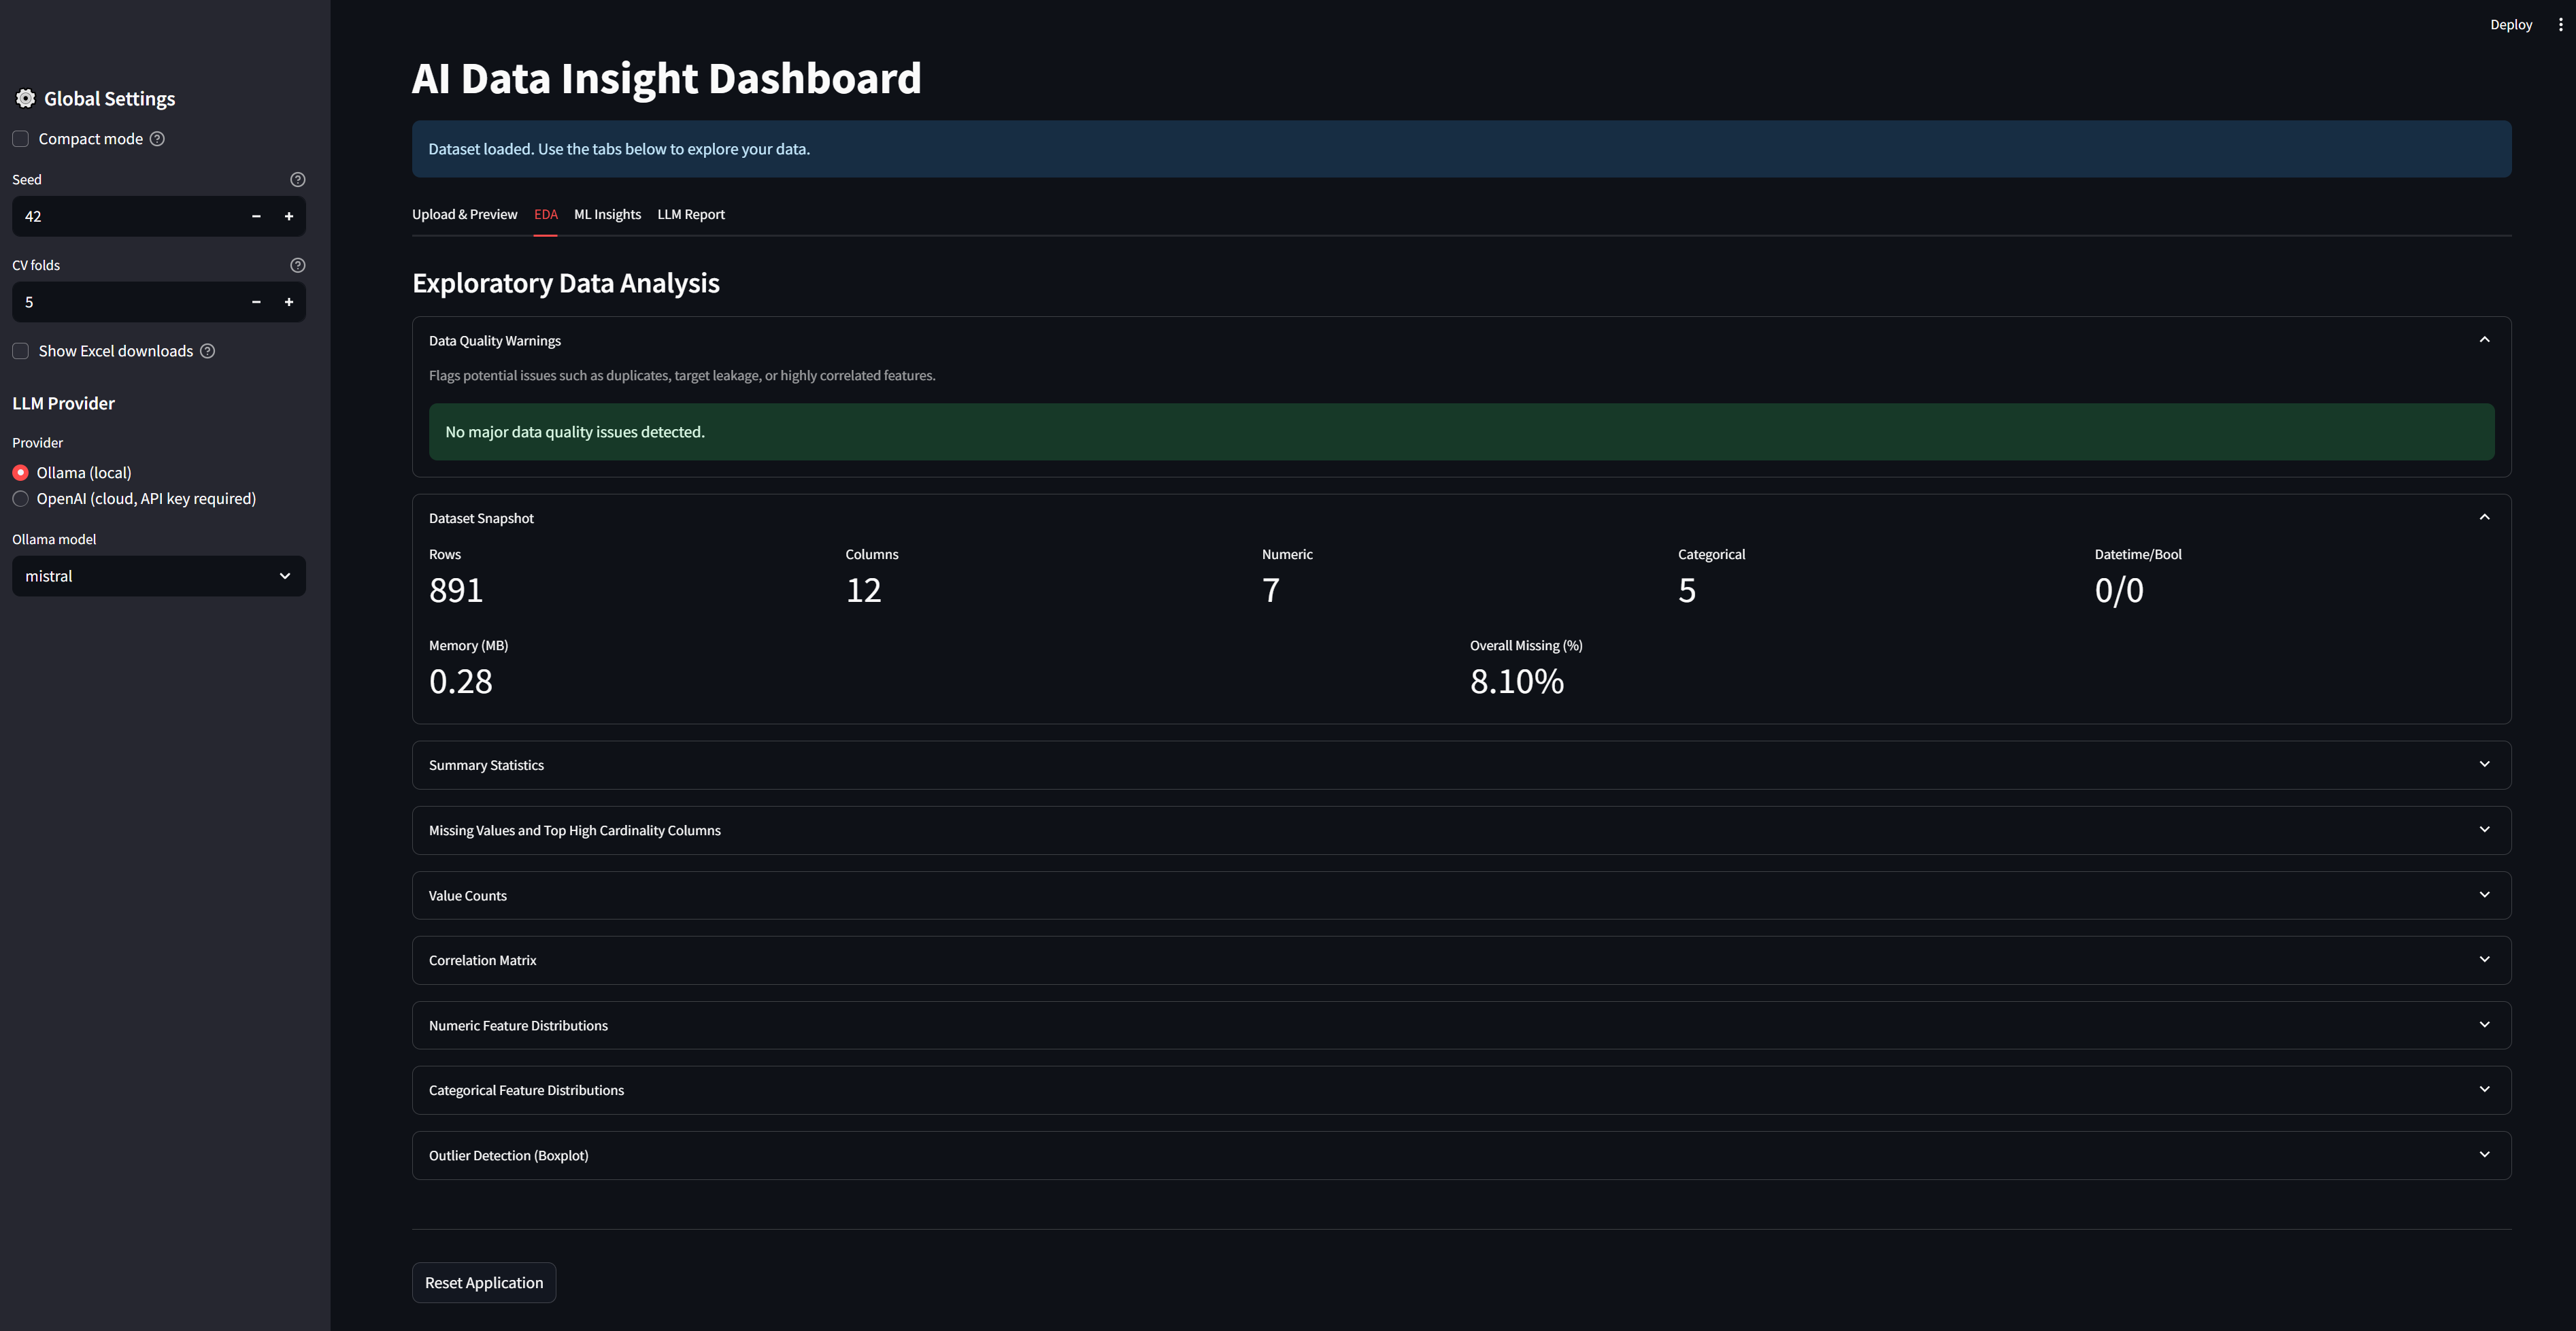 Deploy
Global Settings
Compact mode
Seed
42
CV folds
5
Show Excel downloads
LLM Provider
Provider
Ollama (local)
OpenAI (cloud, API key required)
Ollama model
mistral
AI Data Insight Dashboard
Dataset loaded. Use the tabs below to explore your data.
Upload & Preview EDA ML Insights LLM Report
Exploratory Data Analysis
Data Quality Warnings
Flags potential issues such as duplicates, target leakage, or highly correlated features.
No major data quality issues detected.
Dataset Snapshot
Rows Columns Numeric Categorical Datetime/Bool
891 12 7 5 0/0
Memory (MB) Overall Missing (%)
0.28 8.10%
Summary Statistics
Missing Values and Top High Cardinality Columns
Value Counts
Correlation Matrix
Numeric Feature Distributions
Categorical Feature Distributions
Outlier Detection (Boxplot)
Reset Application